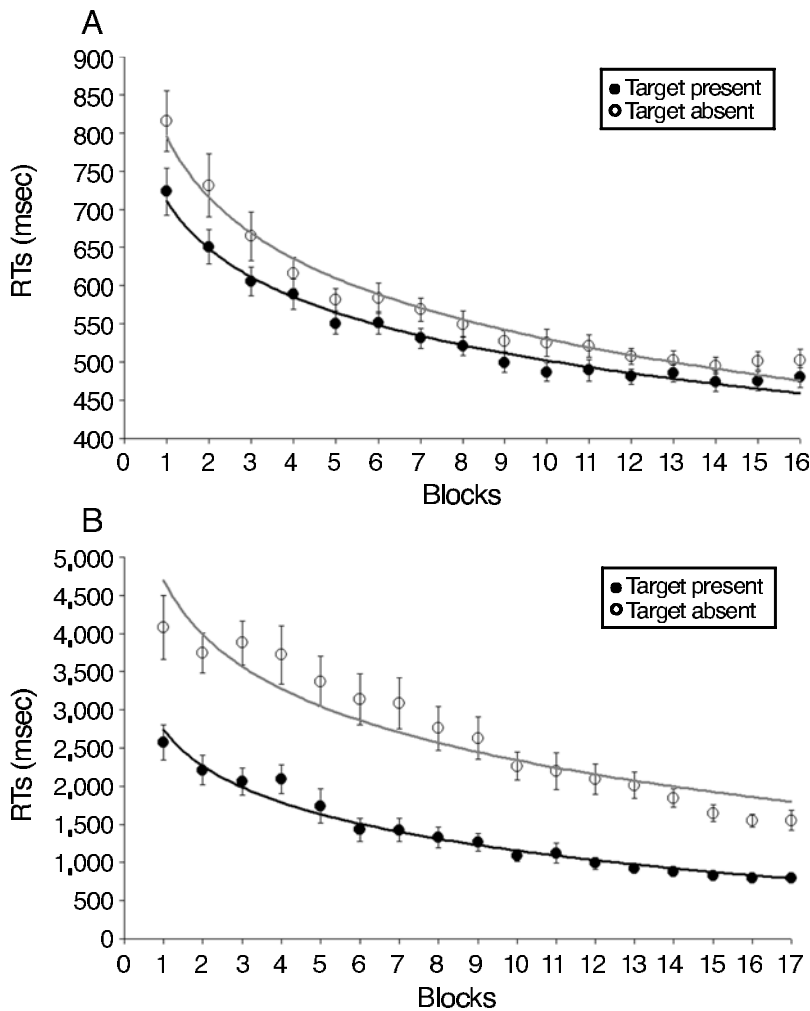 A
900
850
800
750
700
650
600
550
500
450
400
RTs (msec)
Target present
Target absent
0 1 2 3 4 5 6 7 8 9 10 11 12 13 14 15 16
Blocks
B
5,000
4,500
4,000
3,500
3,000
2,500
2,000
1,500
1,000
500
0
RTs (msec)
Target present
Target absent
0 1 2 3 4 5 6 7 8 9 10 11 12 13 14 15 16 17
Blocks